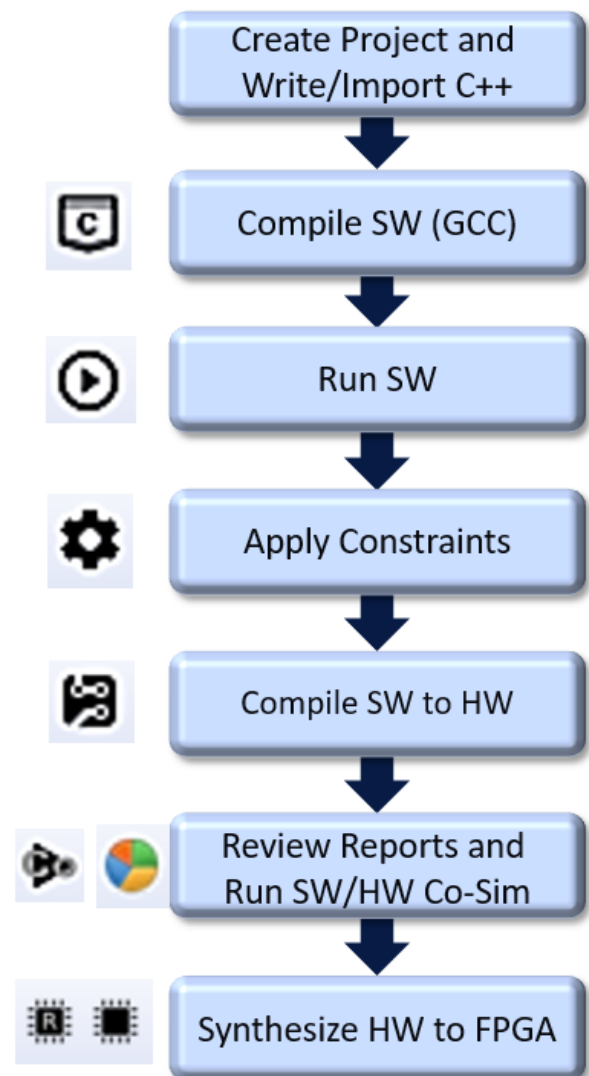 Create Project and
Write/Import C++
C
Compile SW (GCC)
Run SW
Apply Constraints
Compile SW to HW
Review Reports and
Run SW/HW Co-Sim
R
Synthesize HW to FPGA